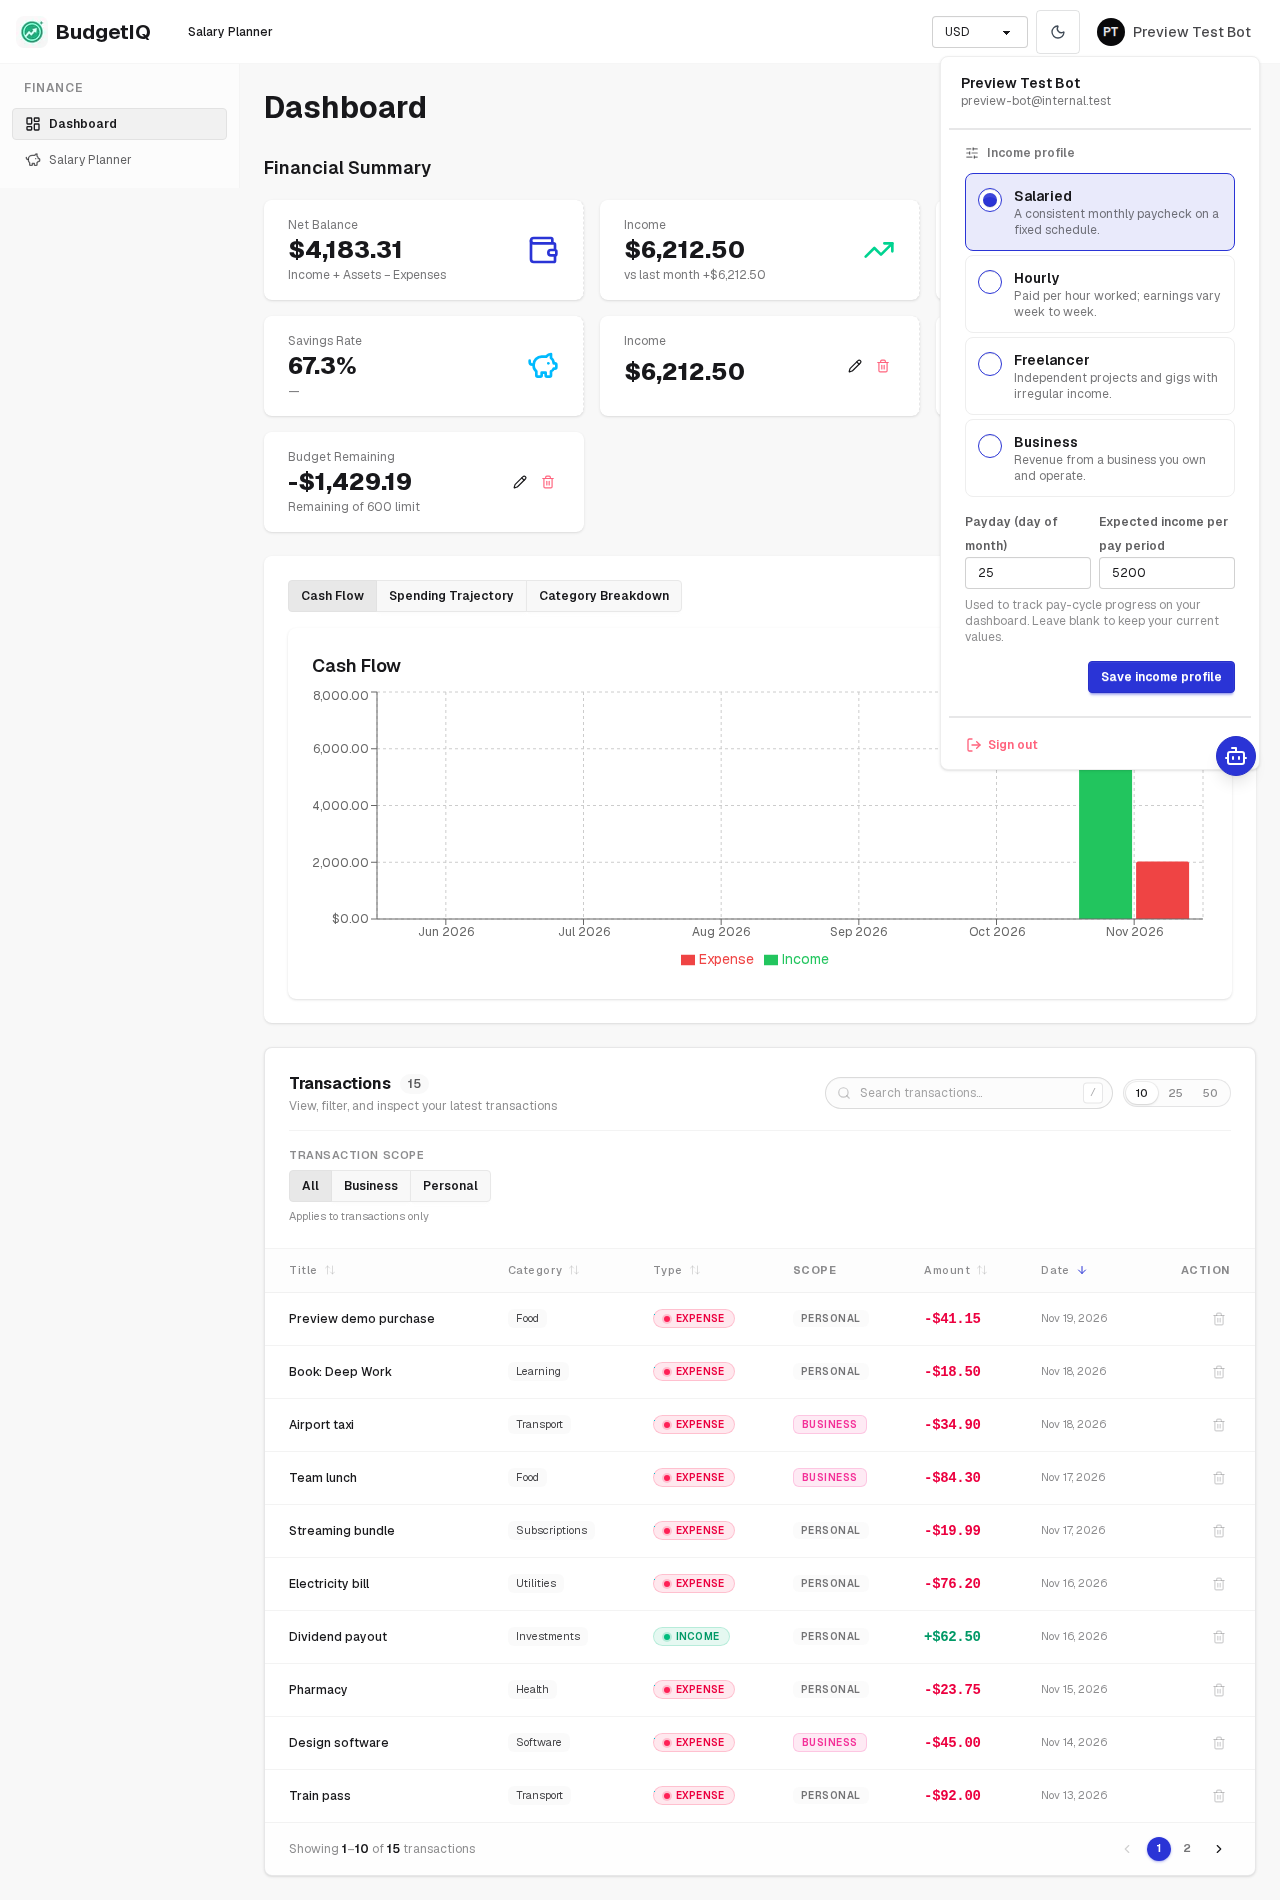 BudgetIQ
Salary Planner
USD
PT
Preview Test Bot
FINANCE
Dashboard
Salary Planner
Preview Test Bot
preview-bot@internal.test
Income profile
Salaried
A consistent monthly paycheck on a
fixed schedule.
Hourly
Paid per hour worked; earnings vary
week to week.
Freelancer
Independent projects and gigs with
irregular income.
Business
Revenue from a business you own
and operate.
Payday (day of
month)
Expected income per
pay period
25
5200
Used to track pay-cycle progress on your
dashboard. Leave blank to keep your current
values.
Save income profile
Sign out
Dashboard
Financial Summary
Net Balance
$4,183.31
Income + Assets − Expenses
Income
$6,212.50
vs last month +$6,212.50
Savings Rate
67.3%
—
Income
$6,212.50
Budget Remaining
-$1,429.19
Remaining of 600 limit
Cash Flow
Spending Trajectory
Category Breakdown
Cash Flow
8,000.00
6,000.00
4,000.00
2,000.00
$0.00
Jun 2026
Jul 2026
Aug 2026
Sep 2026
Oct 2026
Nov 2026
Expense
Income
Transactions 15
View, filter, and inspect your latest transactions
Search transactions...
/
10 25 50
TRANSACTION SCOPE
All
Business
Personal
Applies to transactions only
Title Category Type SCOPE Amount Date ACTION
Preview demo purchase Food EXPENSE PERSONAL -$41.15 Nov 19, 2026
Book: Deep Work Learning EXPENSE PERSONAL -$18.50 Nov 18, 2026
Airport taxi Transport EXPENSE BUSINESS -$34.90 Nov 18, 2026
Team lunch Food EXPENSE BUSINESS -$84.30 Nov 17, 2026
Streaming bundle Subscriptions EXPENSE PERSONAL -$19.99 Nov 17, 2026
Electricity bill Utilities EXPENSE PERSONAL -$76.20 Nov 16, 2026
Dividend payout Investments INCOME PERSONAL +$62.50 Nov 16, 2026
Pharmacy Health EXPENSE PERSONAL -$23.75 Nov 15, 2026
Design software Software EXPENSE BUSINESS -$45.00 Nov 14, 2026
Train pass Transport EXPENSE PERSONAL -$92.00 Nov 13, 2026
Showing 1–10 of 15 transactions
1 2